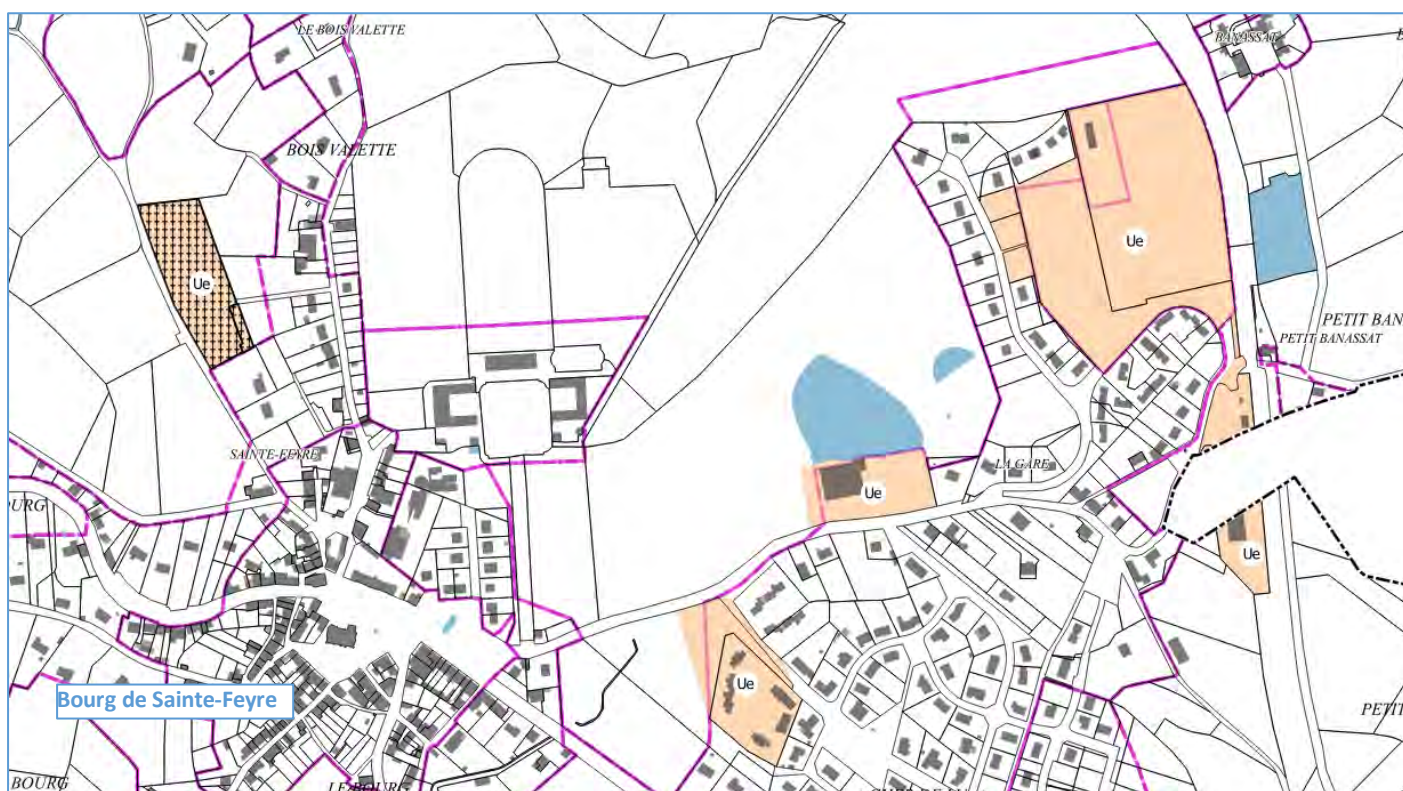 LE BOIS VALETTE
BANASSAT
BOIS VALETTE
Ue
Ue
PETIT BAN
PETIT BANASSAT
SAINTE-FEYRE
LA GARE
Ue
OURG
Ue
Ue
Bourg de Sainte-Feyre
PETIT
BOURG
LE BOURG